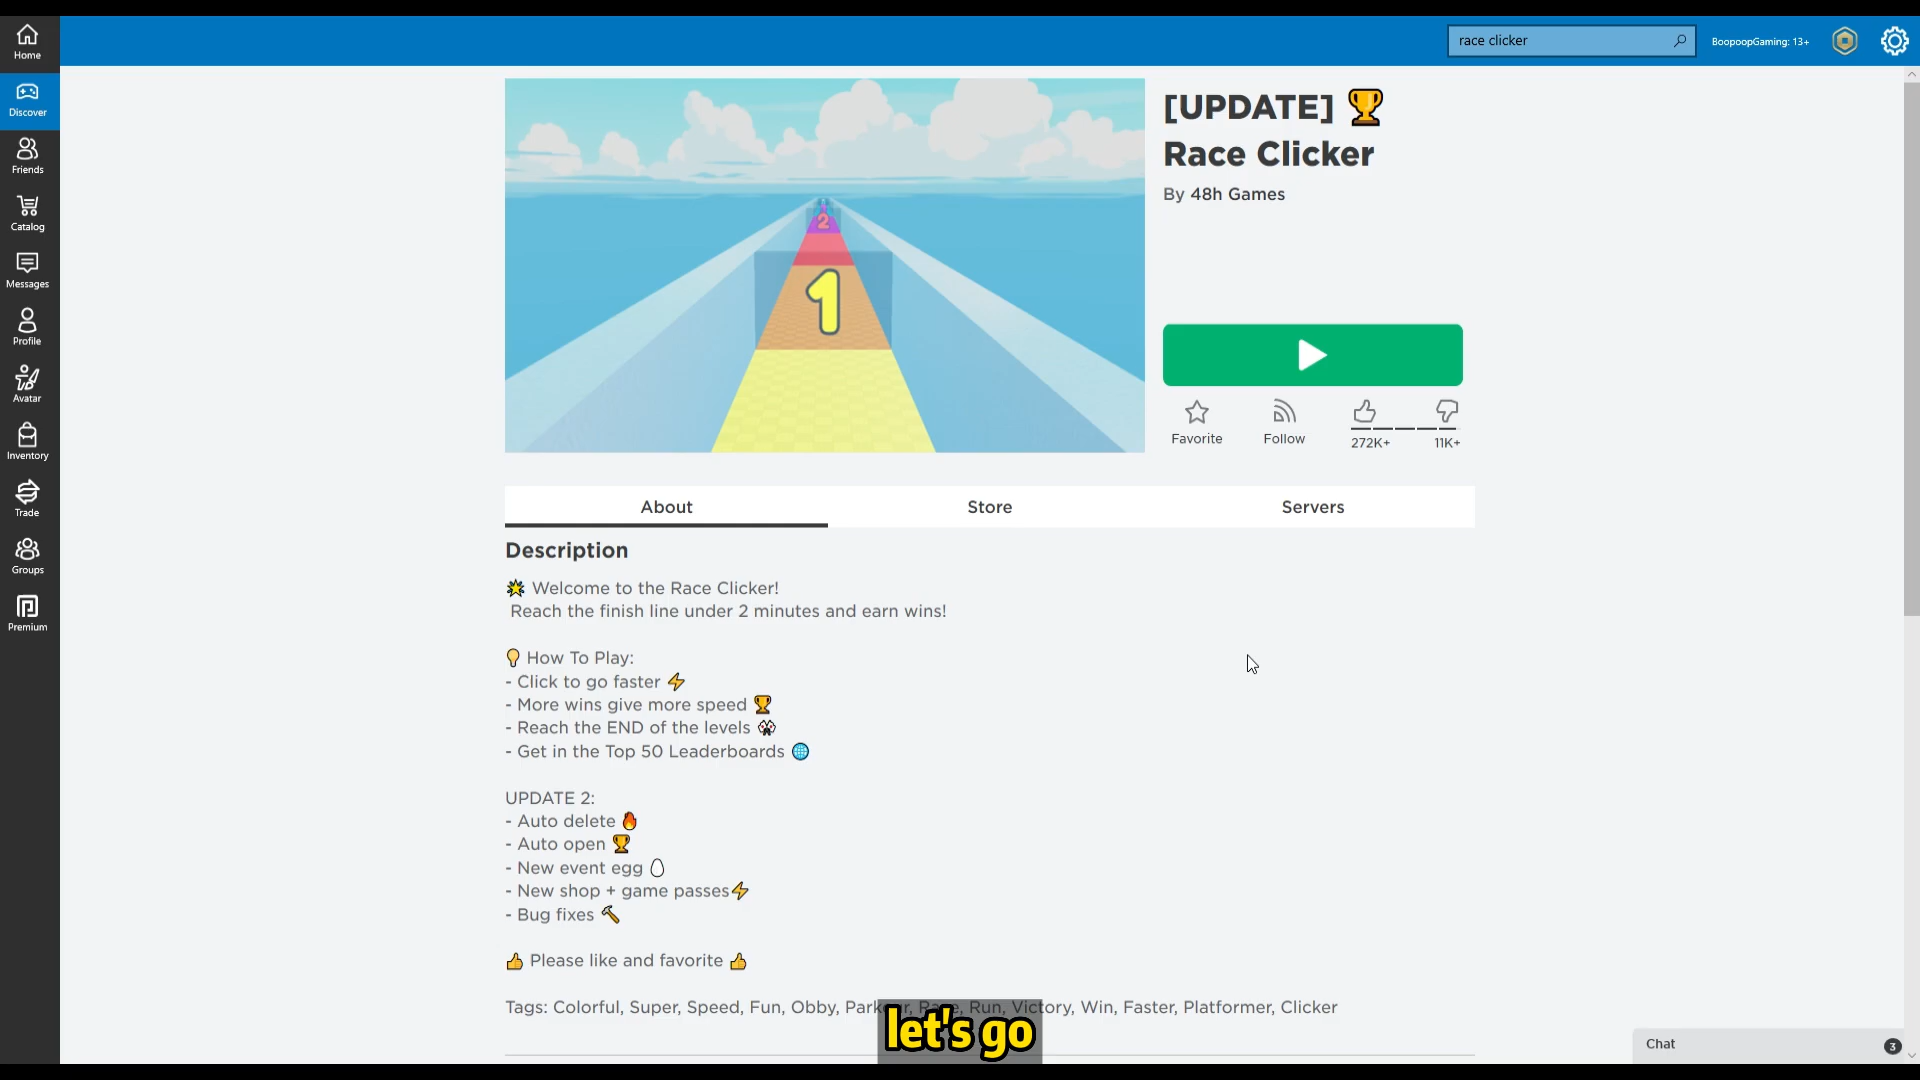 Home
race clicker
BoopoopGaming: 13+
Discover
Friends
Catalog
Messages
Profile
Avatar
Inventory
Trade
Groups
Premium
2
1
[UPDATE] 🏆
Race Clicker
By 48h Games
Favorite
Follow
272K+
11K+
About
Store
Servers
Description
🌟 Welcome to the Race Clicker!
Reach the finish line under 2 minutes and earn wins!
💡 How To Play:
- Click to go faster ⚡
- More wins give more speed 🏆
- Reach the END of the levels 🎌
- Get in the Top 50 Leaderboards 🌐
UPDATE 2:
- Auto delete 🔥
- Auto open 🏆
- New event egg 🥚
- New shop + game passes⚡
- Bug fixes 🔨
👍 Please like and favorite 👍
Tags: Colorful, Super, Speed, Fun, Obby, Parkour, Race, Run, Victory, Win, Faster, Platformer, Clicker
let's go
Chat
3